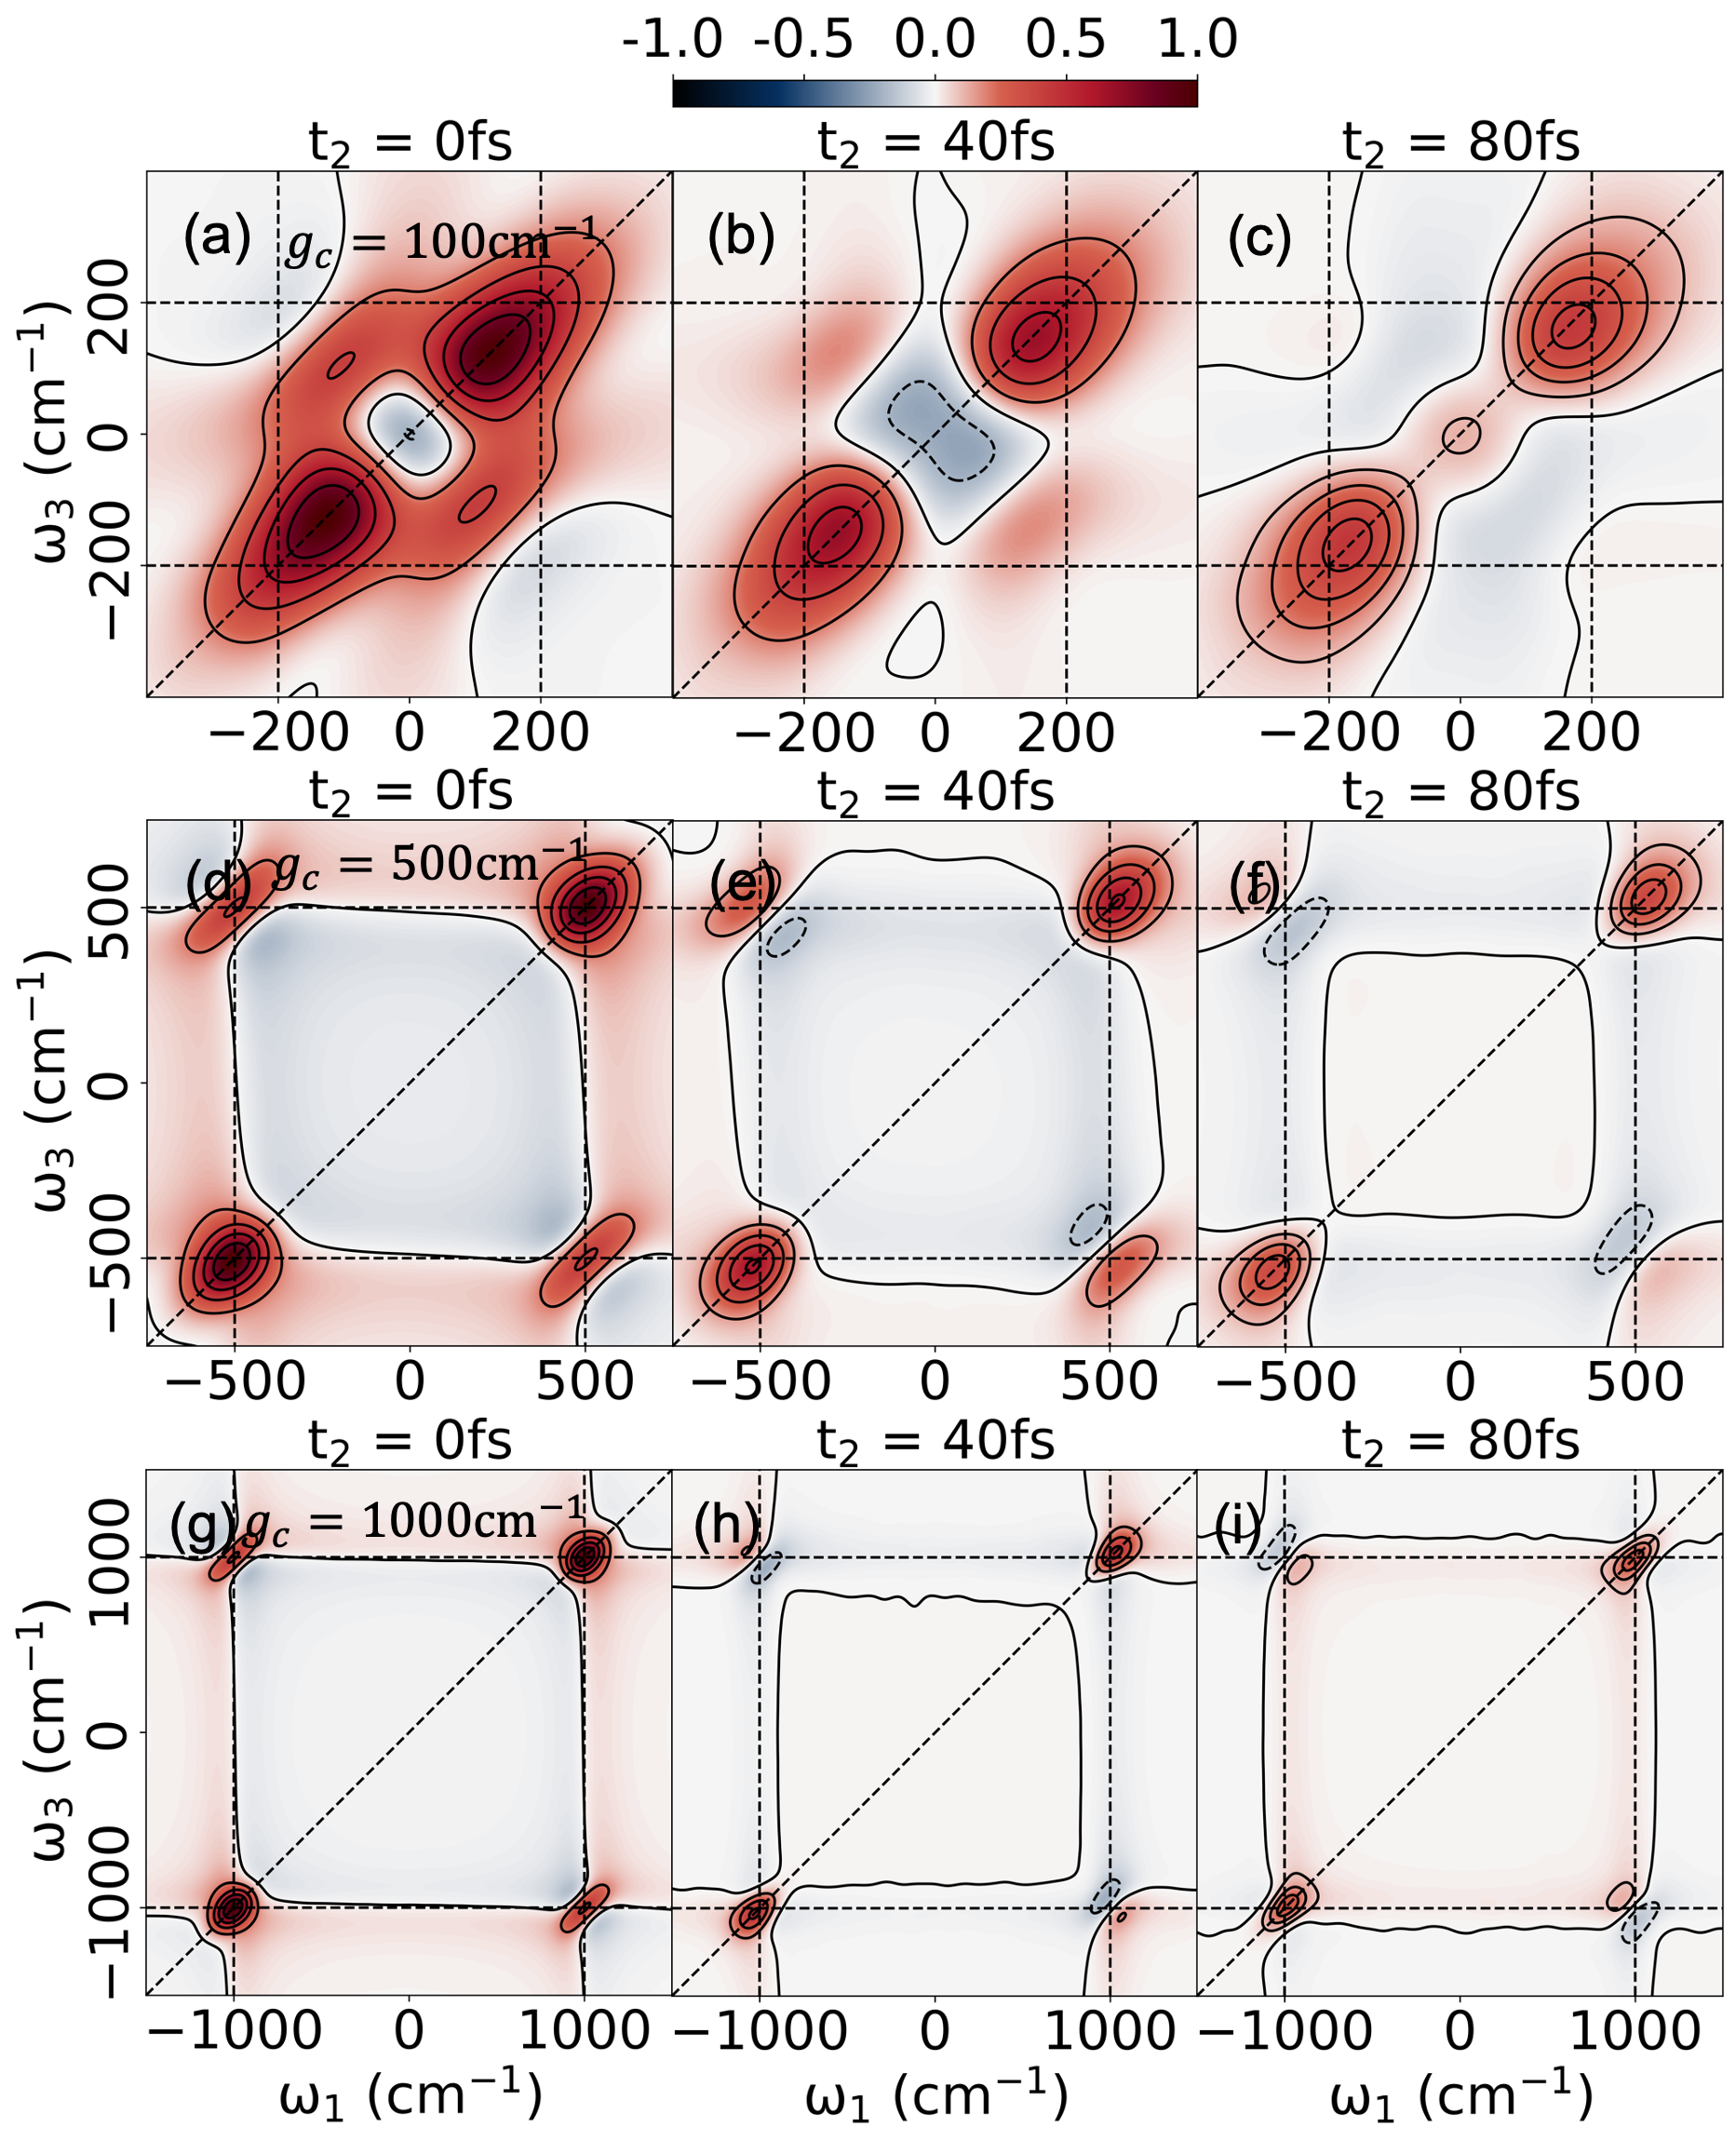 -1.0 -0.5 0.0 0.5 1.0
t₂ = 0fs t₂ = 40fs t₂ = 80fs
(a) g_c = 100cm⁻¹ (b) (c)
ω₃ (cm⁻¹)
200
0
−200
−200 0 200 −200 0 200 −200 0 200
t₂ = 0fs t₂ = 40fs t₂ = 80fs
(d) g_c = 500cm⁻¹ (e) (f)
ω₃ (cm⁻¹)
500
0
−500
−500 0 500 −500 0 500 −500 0 500
t₂ = 0fs t₂ = 40fs t₂ = 80fs
(g) g_c = 1000cm⁻¹ (h) (i)
ω₃ (cm⁻¹)
1000
0
−1000
−1000 0 1000 −1000 0 1000 −1000 0 1000
ω₁ (cm⁻¹) ω₁ (cm⁻¹) ω₁ (cm⁻¹)